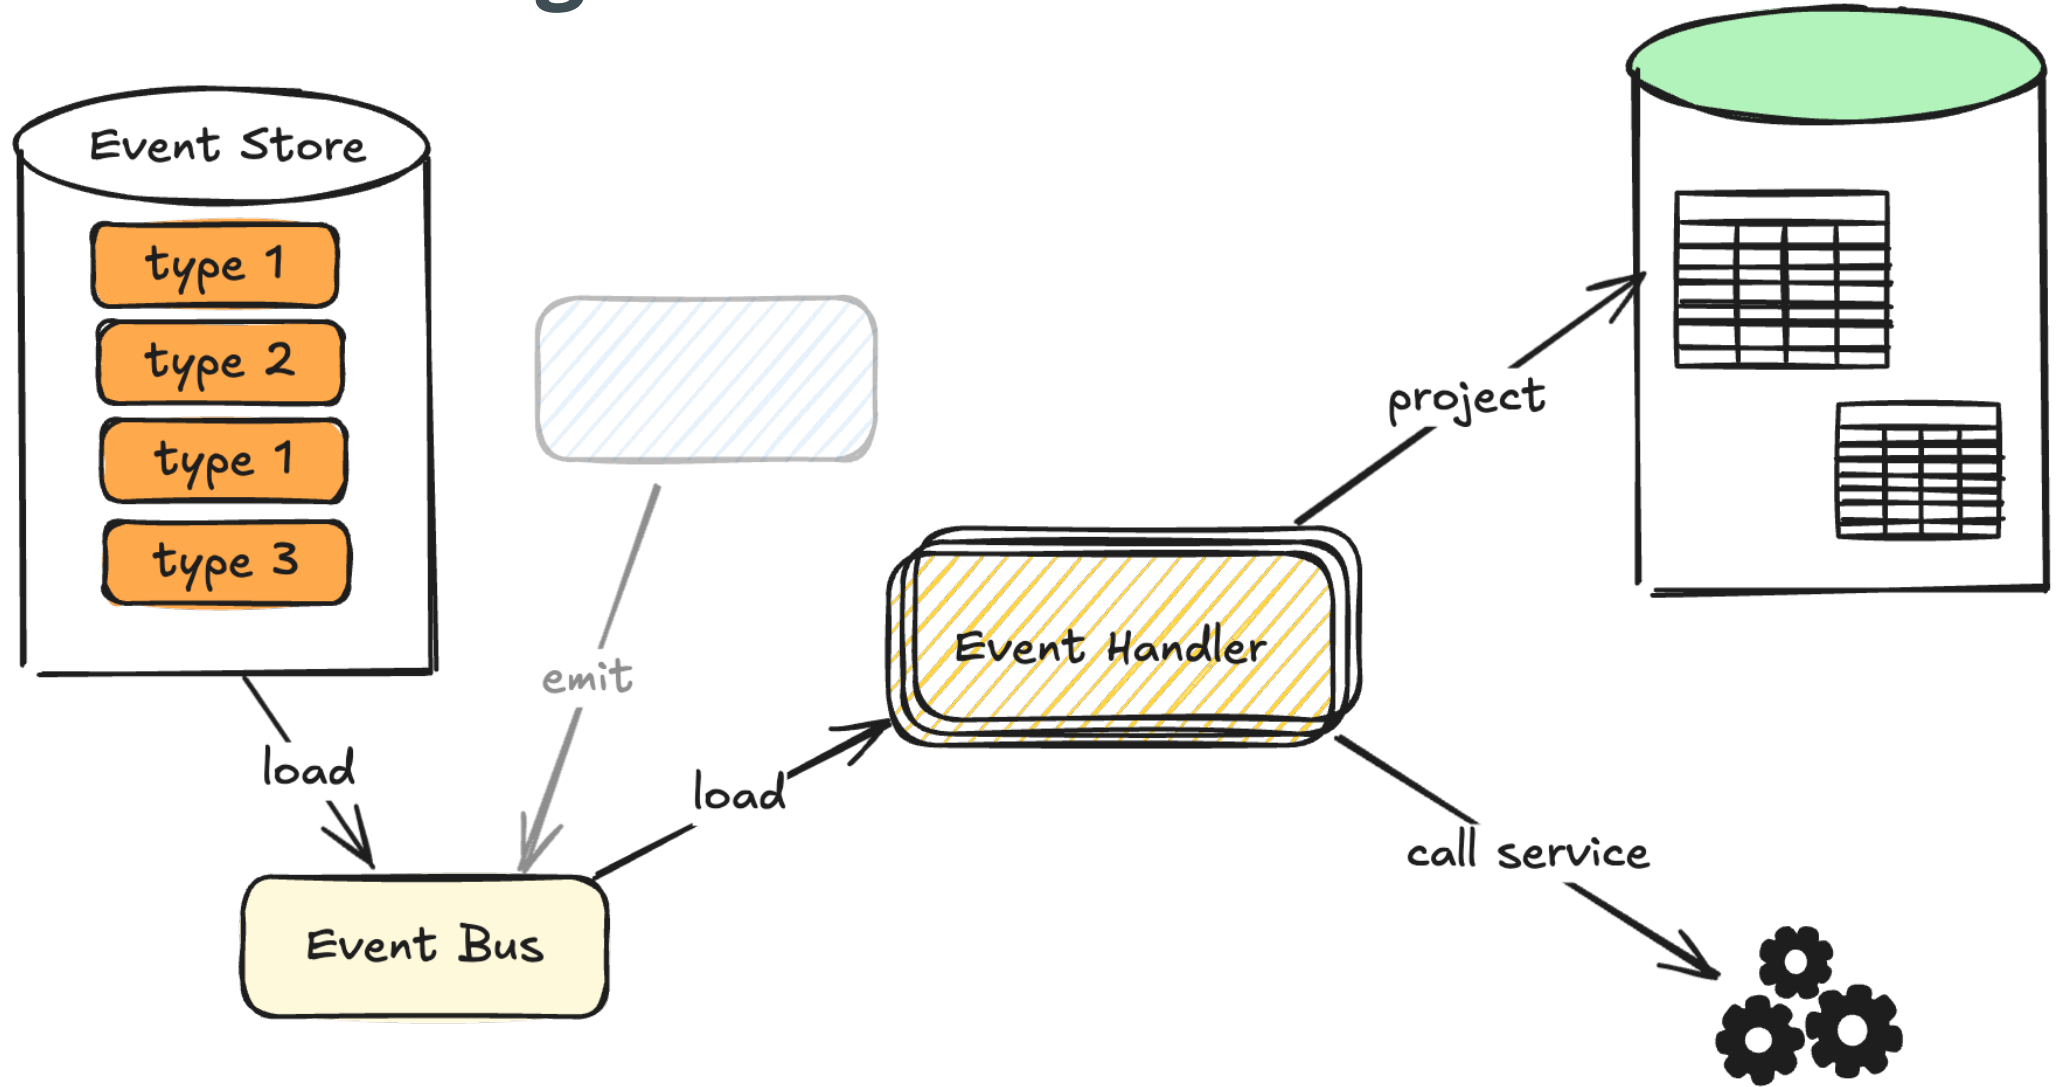 Event Store
type 1
type 2
type 1
type 3
emit
load
load
Event Bus
Event Handler
project
call service